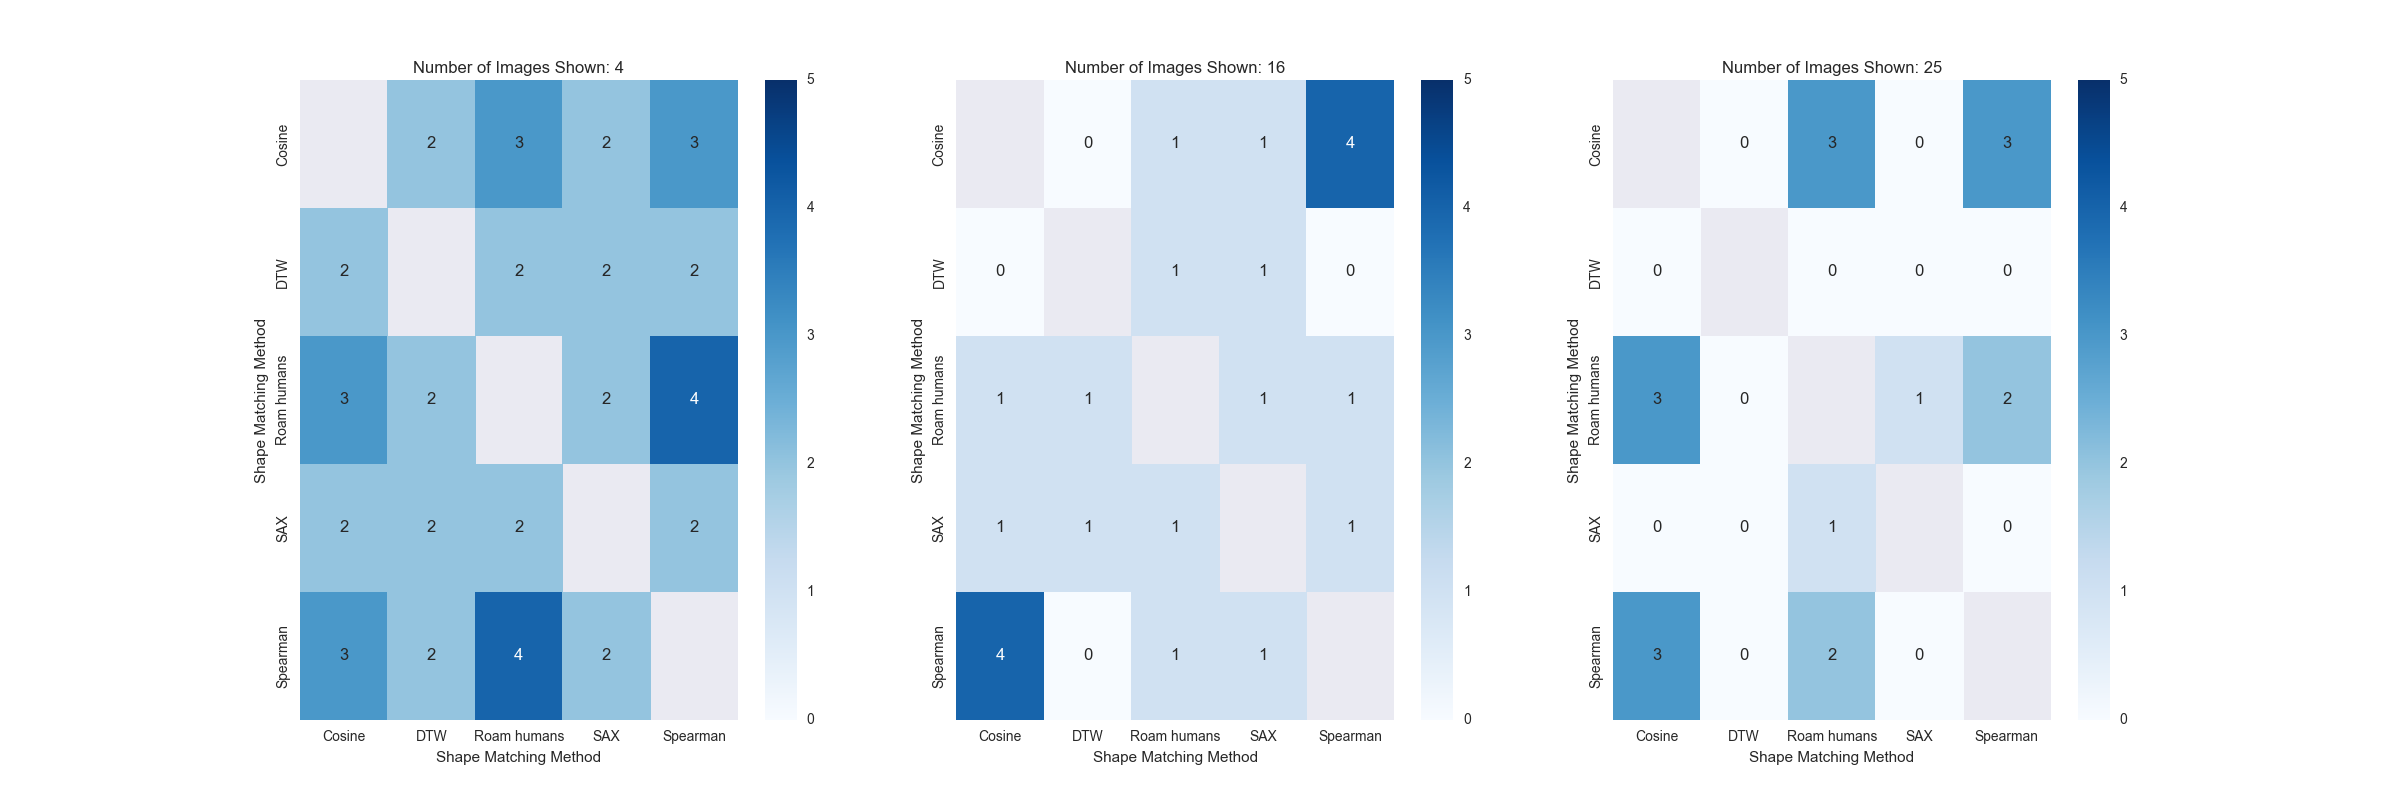 Number of Images Shown: 4
5
Cosine 2 3 2 3
4
DTW 2 2 2 2
3
Shape Matching Method
Roam humans 3 2 2 4
2
SAX 2 2 2 2
1
Spearman 3 2 4 2
0
Cosine DTW Roam humans SAX Spearman
Shape Matching Method
Number of Images Shown: 16
5
Cosine 0 1 1 4
4
DTW 0 1 1 0
3
Shape Matching Method
Roam humans 1 1 1 1
2
SAX 1 1 1 1
1
Spearman 4 0 1 1
0
Cosine DTW Roam humans SAX Spearman
Shape Matching Method
Number of Images Shown: 25
5
Cosine 0 3 0 3
4
DTW 0 0 0 0
3
Shape Matching Method
Roam humans 3 0 1 2
2
SAX 0 0 1 0
1
Spearman 3 0 2 0
0
Cosine DTW Roam humans SAX Spearman
Shape Matching Method